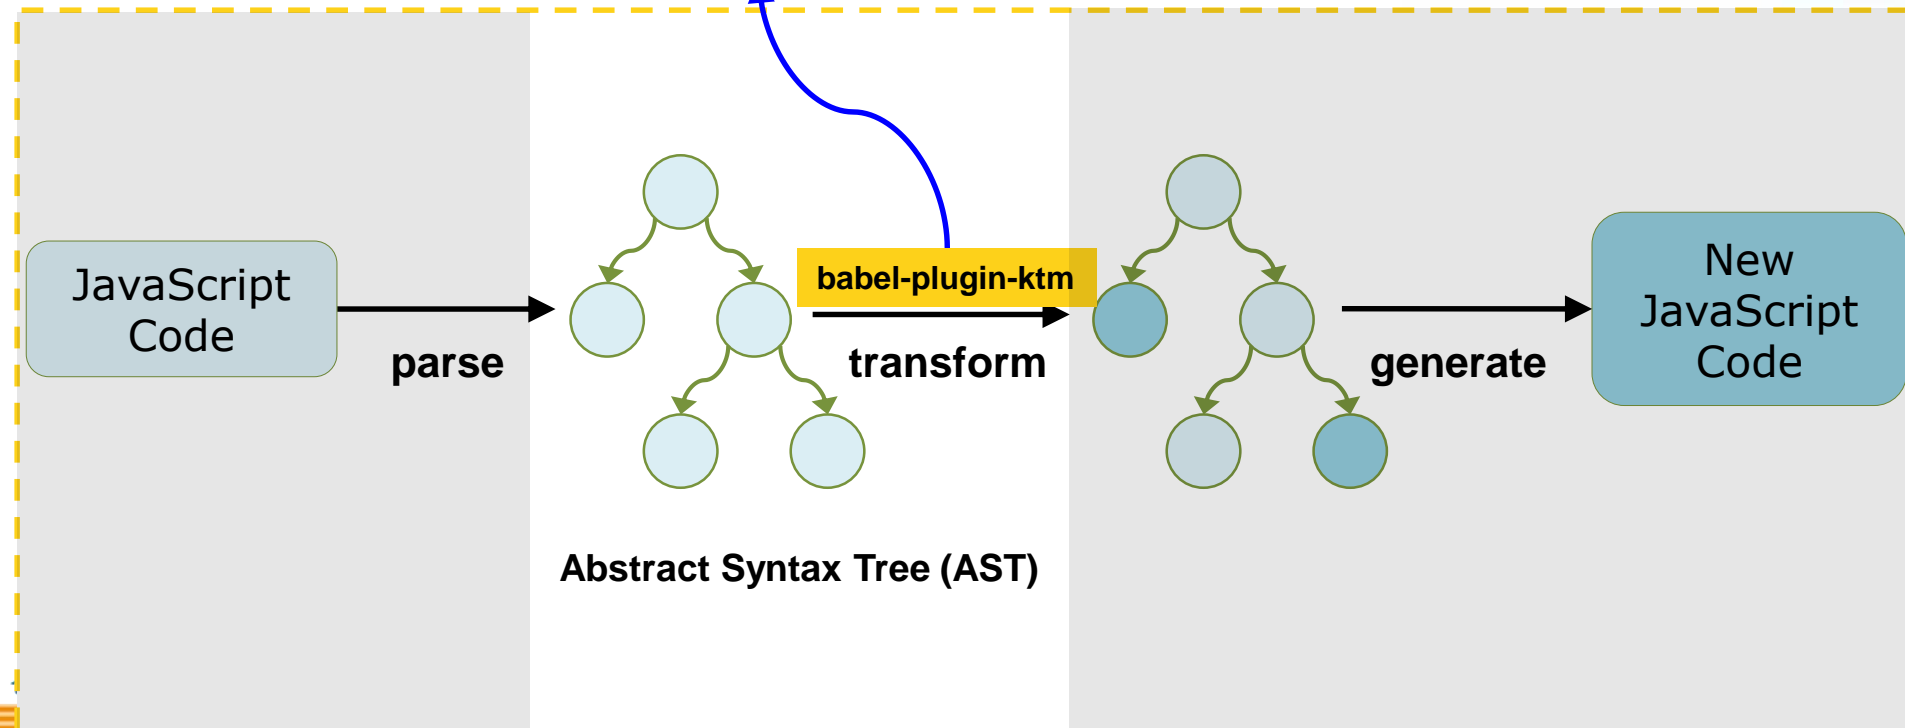 JavaScript
Code
parse
babel-plugin-ktm
transform
generate
New
JavaScript
Code
Abstract Syntax Tree (AST)